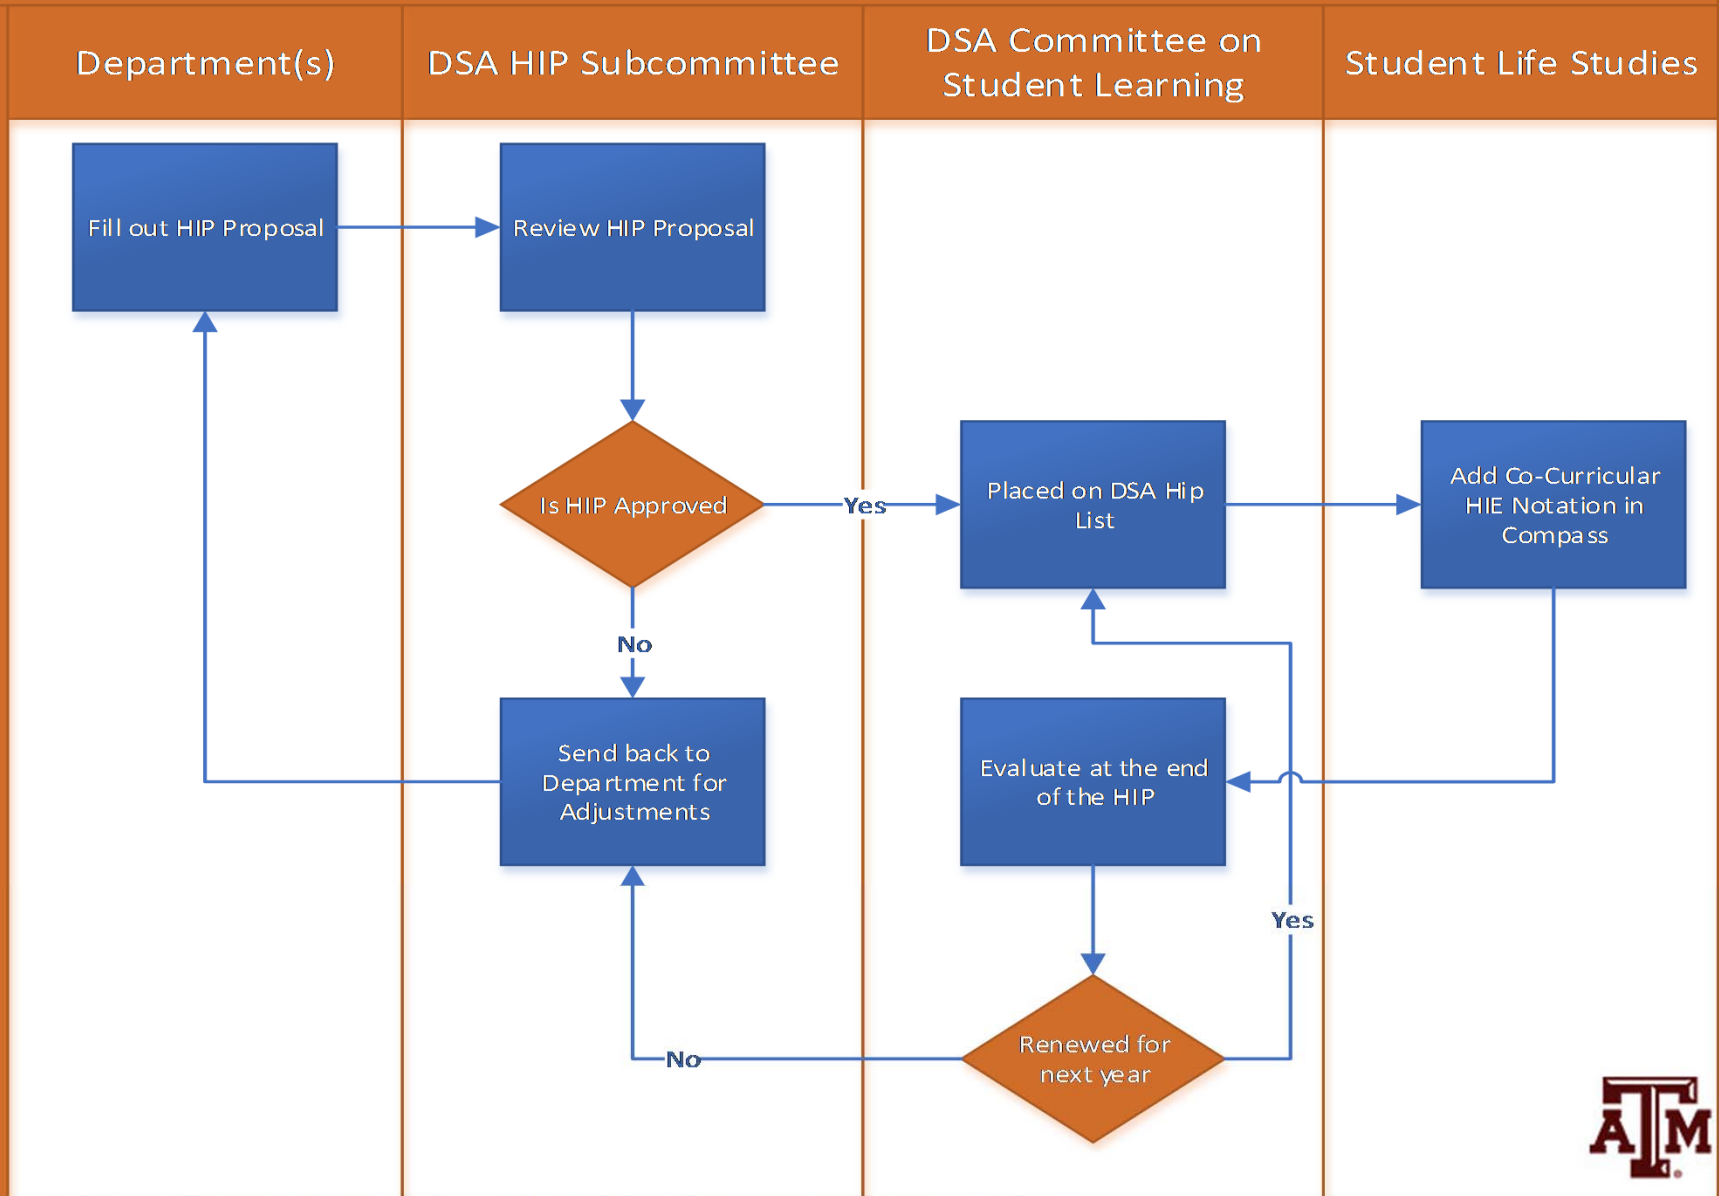 Department(s)
DSA HIP Subcommittee
DSA Committee on
Student Learning
Student Life Studies
Fill out HIP Proposal
Review HIP Proposal
Is HIP Approved
Yes
Placed on DSA Hip
List
Add Co-Curricular
HIE Notation in
Compass
No
Send back to
Department for
Adjustments
Evaluate at the end
of the HIP
Yes
Renewed for
next year
No
ATM